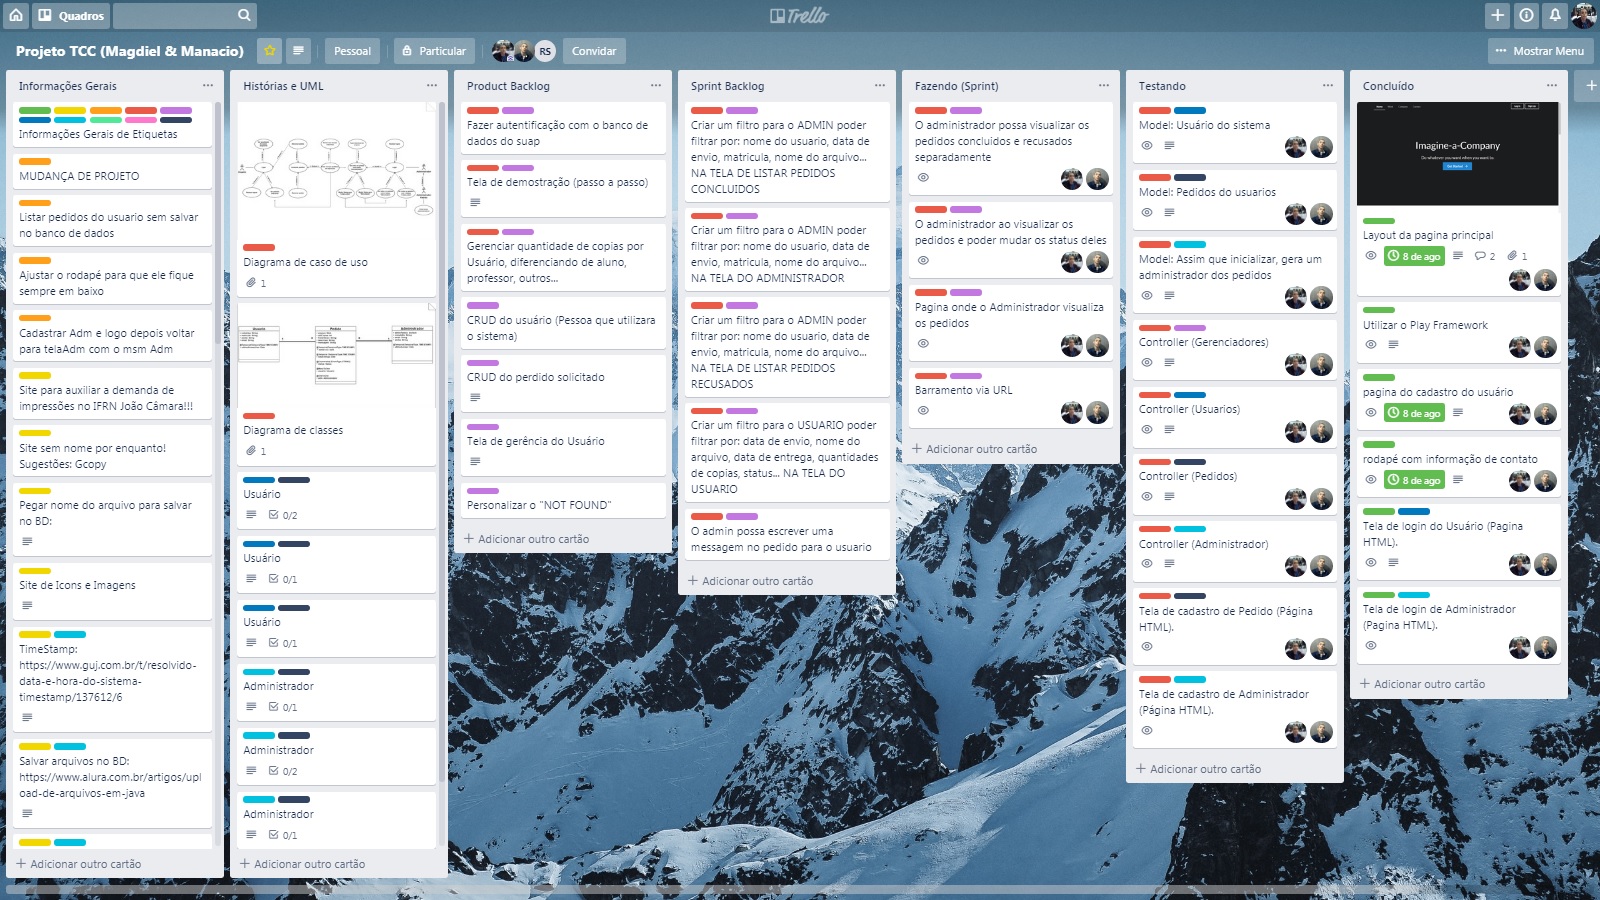 Quadros
Trello
Projeto TCC (Magdiel & Manacio)
Pessoal
Particular
RS
Convidar
Mostrar Menu
Informações Gerais
Informações Gerais de Etiquetas
MUDANÇA DE PROJETO
Listar pedidos do usuario sem salvar
no banco de dados
Ajustar o rodapé para que ele fique
sempre em baixo
Cadastrar Adm e logo depois voltar
para telaAdm com o msm Adm
Site para auxiliar a demanda de
impressões no IFRN João Câmara!!!
Site sem nome por enquanto!
Sugestões: Gcopy
Pegar nome do arquivo para salvar
no BD:
Site de Icons e Imagens
TimeStamp:
https://www.guj.com.br/t/resolvido-
data-e-hora-do-sistema-
timestamp/137612/6
Salvar arquivos no BD:
https://www.alura.com.br/artigos/upl
oad-de-arquivos-em-java
+ Adicionar outro cartão
Histórias e UML
Diagrama de caso de uso
1
Diagrama de classes
1
Usuário
0/2
Usuário
0/1
Usuário
0/1
Administrador
0/1
Administrador
0/2
Administrador
0/1
+ Adicionar outro cartão
Product Backlog
Fazer autentificação com o banco de
dados do suap
Tela de demostração (passo a passo)
Gerenciar quantidade de copias por
Usuário, diferenciando de aluno,
professor, outros...
CRUD do usuário (Pessoa que utilizara
o sistema)
CRUD do perdido solicitado
Tela de gerência do Usuário
Personalizar o "NOT FOUND"
+ Adicionar outro cartão
Sprint Backlog
Criar um filtro para o ADMIN poder
filtrar por: nome do usuario, data de
envio, matricula, nome do arquivo...
NA TELA DE LISTAR PEDIDOS
CONCLUIDOS
Criar um filtro para o ADMIN poder
filtrar por: nome do usuario, data de
envio, matricula, nome do arquivo...
NA TELA DO ADMINISTRADOR
Criar um filtro para o ADMIN poder
filtrar por: nome do usuario, data de
envio, matricula, nome do arquivo...
NA TELA DE LISTAR PEDIDOS
RECUSADOS
Criar um filtro para o USUARIO poder
filtrar por: data de envio, nome do
arquivo, data de entrega, quantidades
de copias, status... NA TELA DO
USUARIO
O admin possa escrever uma
messagem no pedido para o usuario
+ Adicionar outro cartão
Fazendo (Sprint)
O administrador possa visualizar os
pedidos concluidos e recusados
separadamente
O administrador ao visualizar os
pedidos e poder mudar os status deles
Pagina onde o Administrador visualiza
os pedidos
Barramento via URL
+ Adicionar outro cartão
Testando
Model: Usuário do sistema
Model: Pedidos do usuarios
Model: Assim que inicializar, gera um
administrador dos pedidos
Controller (Gerenciadores)
Controller (Usuarios)
Controller (Pedidos)
Controller (Administrador)
Tela de cadastro de Pedido (Página
HTML).
Tela de cadastro de Administrador
(Página HTML).
+ Adicionar outro cartão
Concluído
Imagine-a-Company
Layout da pagina principal
8 de ago
2
1
Utilizar o Play Framework
pagina do cadastro do usuário
8 de ago
rodapé com informação de contato
8 de ago
Tela de login do Usuário (Pagina
HTML).
Tela de login de Administrador
(Pagina HTML).
+ Adicionar outro cartão